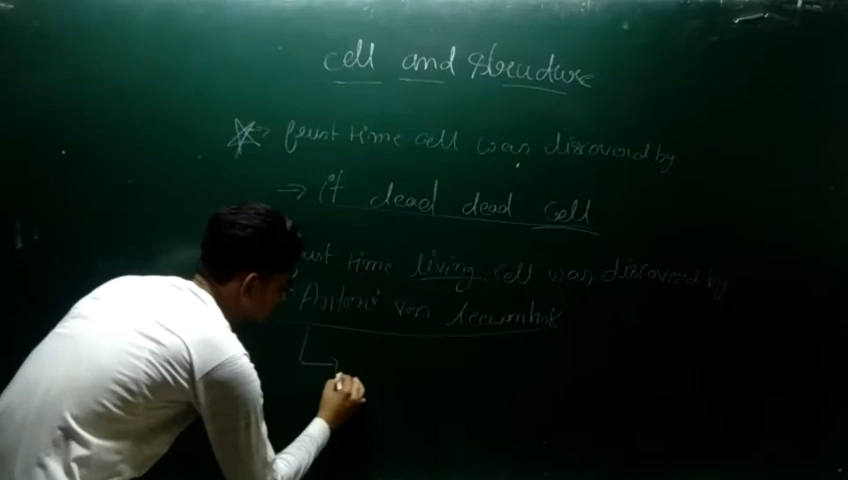 cell and structure
first time cell was discovered by
→ it dead dead cell
time living cell was discovered by
Antoni von leewnhok